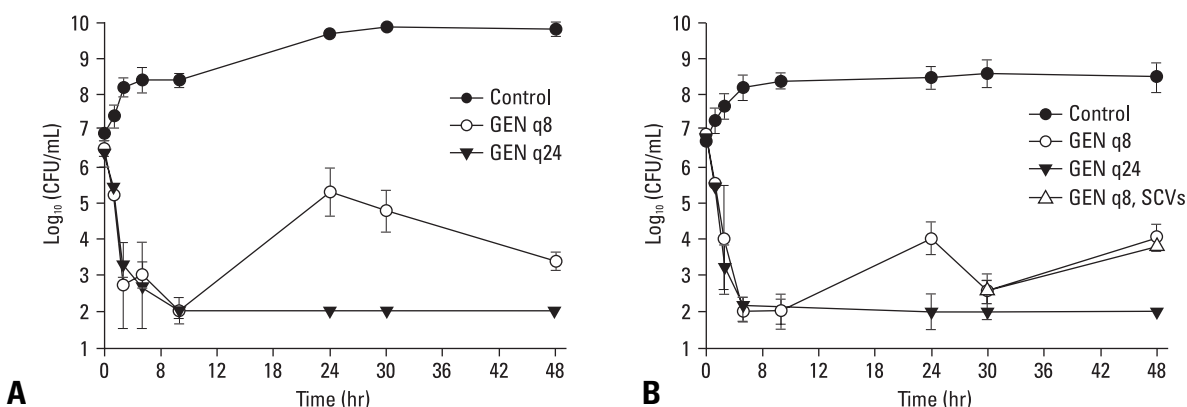 10
9
8
7
6
5
4
3
2
1
Log₁₀ (CFU/mL)
Control
GEN q8
GEN q24
0 8 12 18 24 30 36 42 48
Time (hr)
A
10
9
8
7
6
5
4
3
2
1
Log₁₀ (CFU/mL)
Control
GEN q8
GEN q24
GEN q8, SCVs
0 8 12 18 24 30 36 42 48
Time (hr)
B